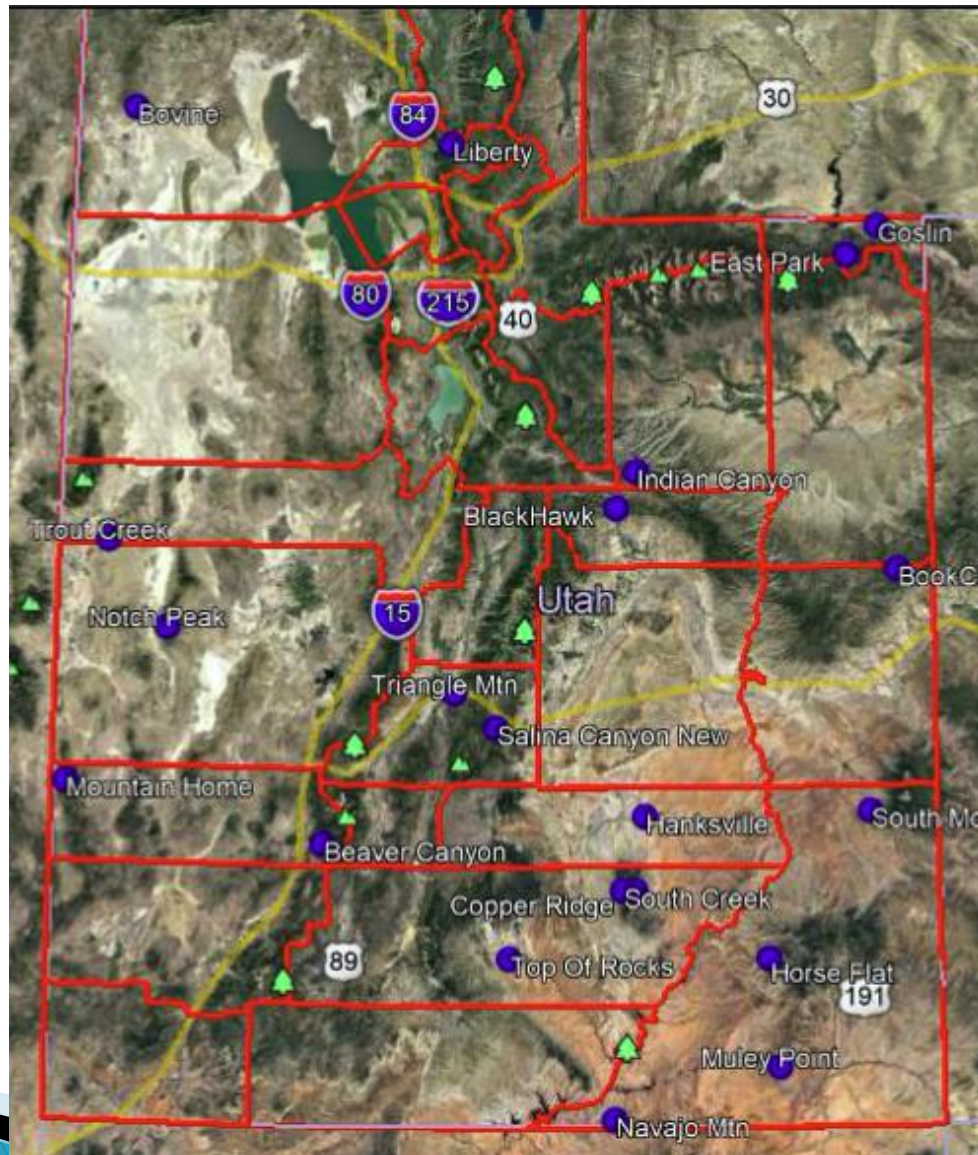 30
Bovine
84
Liberty
Goslin
East Park
80
215
40
Indian Canyon
BlackHawk
Trout Creek
BookC
Utah
15
Notch Peak
Triangle Mtn
Salina Canyon New
Mountain Home
Hanksville
South Mo
Beaver Canyon
Copper Ridge
South Creek
89
Top Of Rocks
Horse Flat
191
Muley Point
Navajo Mtn